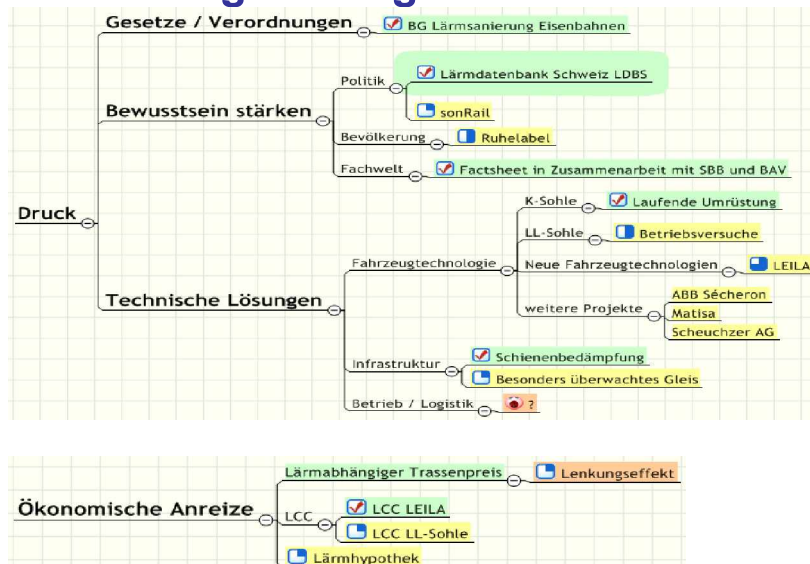 Gesetze / Verordnungen
BG Lärmsanierung Eisenbahnen
Bewusstsein stärken
Politik
Lärmdatenbank Schweiz LDBS
sonRail
Bevölkerung
Ruhelabel
Fachwelt
Factsheet in Zusammenarbeit mit SBB und BAV
Druck
Technische Lösungen
Fahrzeugtechnologie
K-Sohle
Laufende Umrüstung
LL-Sohle
Betriebsversuche
Neue Fahrzeugtechnologien
LEILA
weitere Projekte
ABB Sécheron
Matisa
Scheuchzer AG
Infrastruktur
Schienenbedämpfung
Besonders überwachtes Gleis
Betrieb / Logistik
?
Ökonomische Anreize
Lärmabhängiger Trassenpreis
Lenkungseffekt
LCC
LCC LEILA
LCC LL-Sohle
Lärmhypothek